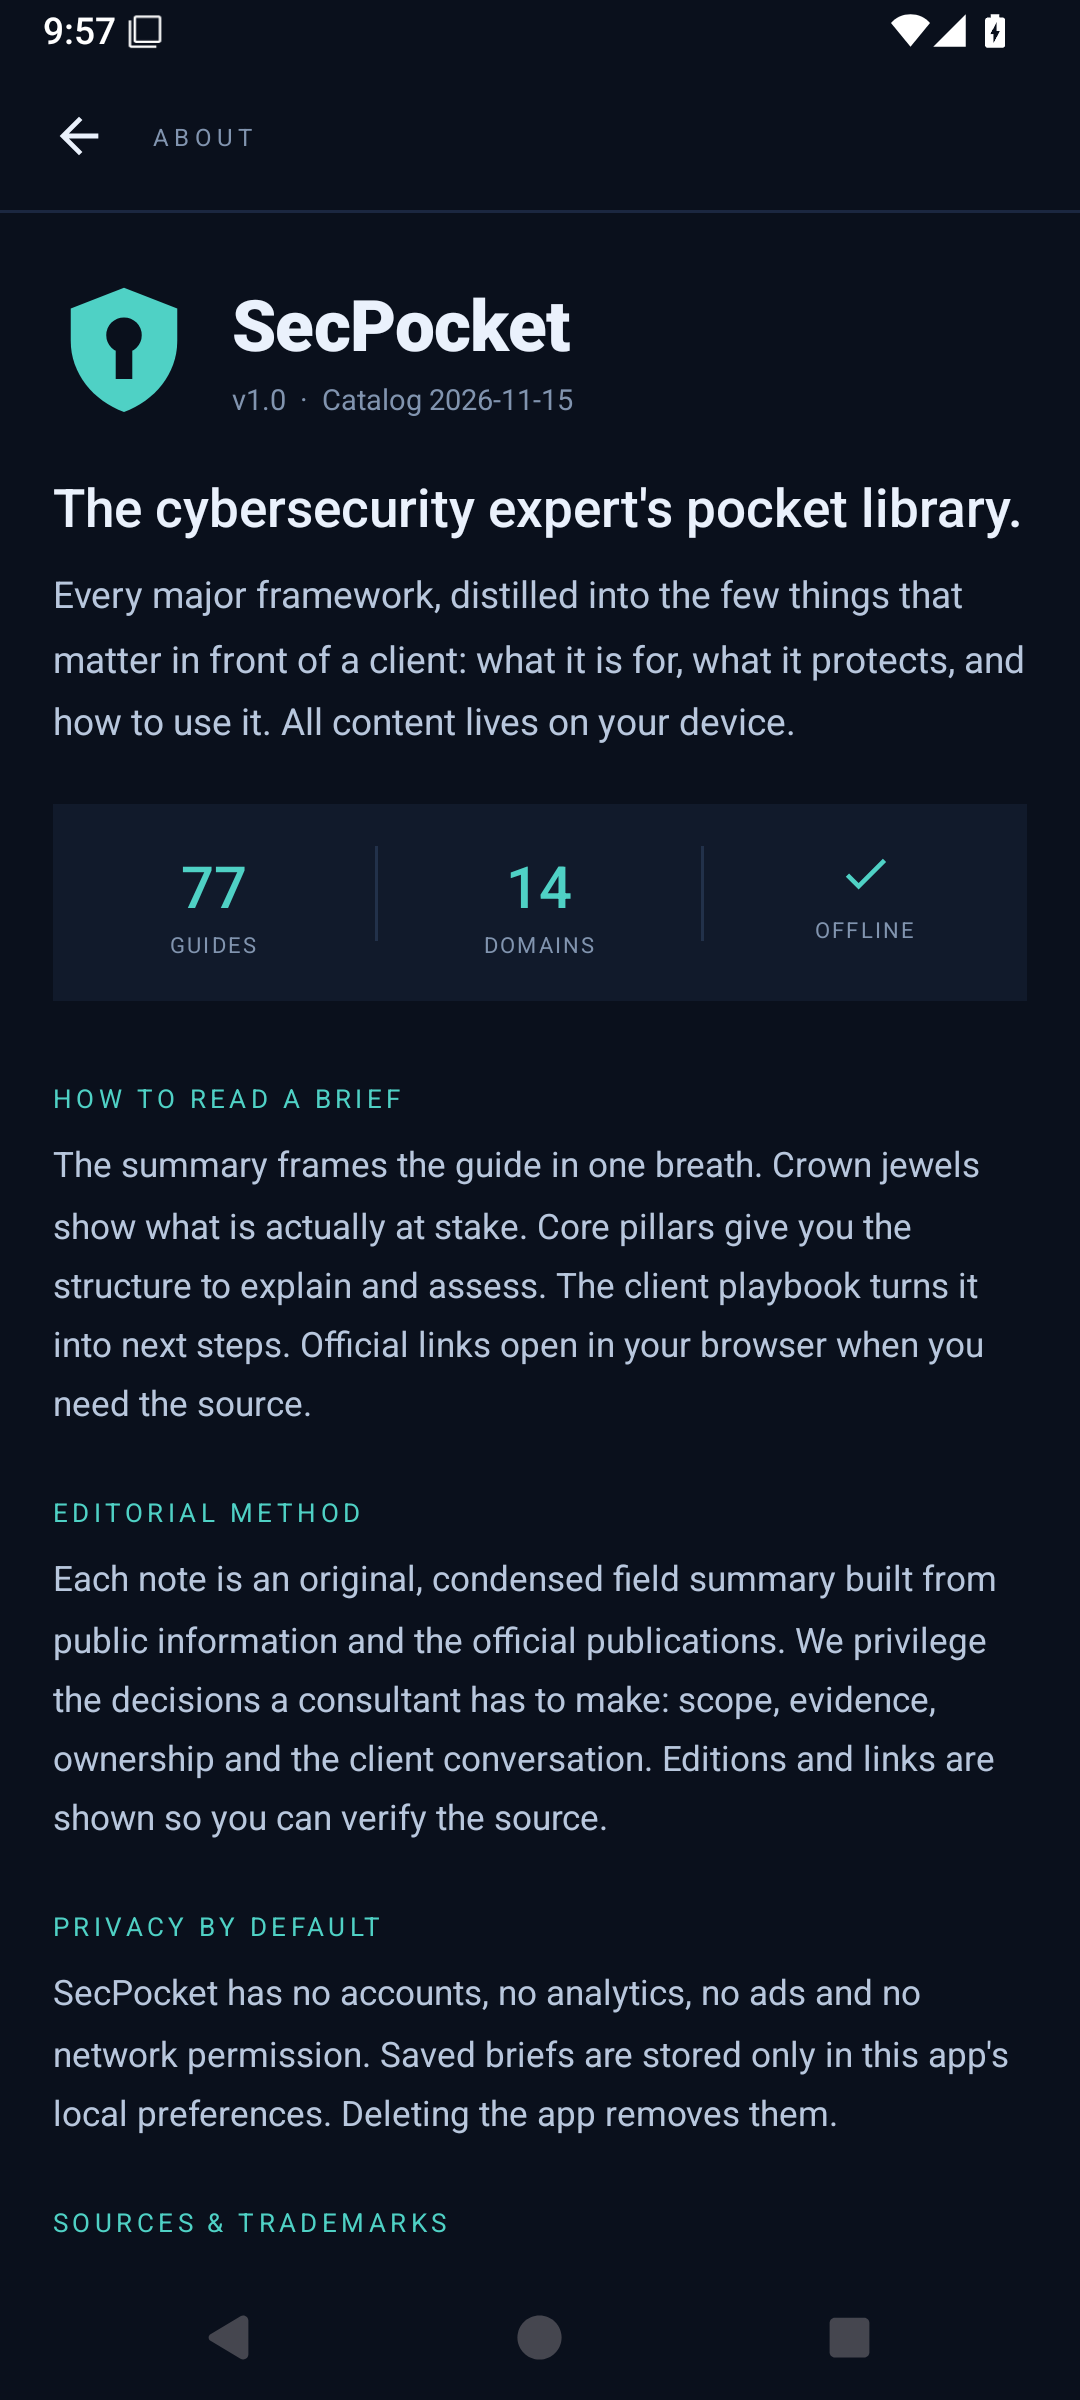 9:57
ABOUT
SecPocket
v1.0 · Catalog 2026-11-15
The cybersecurity expert's pocket library.
Every major framework, distilled into the few things that
matter in front of a client: what it is for, what it protects, and
how to use it. All content lives on your device.
77
GUIDES
14
DOMAINS
OFFLINE
HOW TO READ A BRIEF
The summary frames the guide in one breath. Crown jewels
show what is actually at stake. Core pillars give you the
structure to explain and assess. The client playbook turns it
into next steps. Official links open in your browser when you
need the source.
EDITORIAL METHOD
Each note is an original, condensed field summary built from
public information and the official publications. We privilege
the decisions a consultant has to make: scope, evidence,
ownership and the client conversation. Editions and links are
shown so you can verify the source.
PRIVACY BY DEFAULT
SecPocket has no accounts, no analytics, no ads and no
network permission. Saved briefs are stored only in this app's
local preferences. Deleting the app removes them.
SOURCES & TRADEMARKS